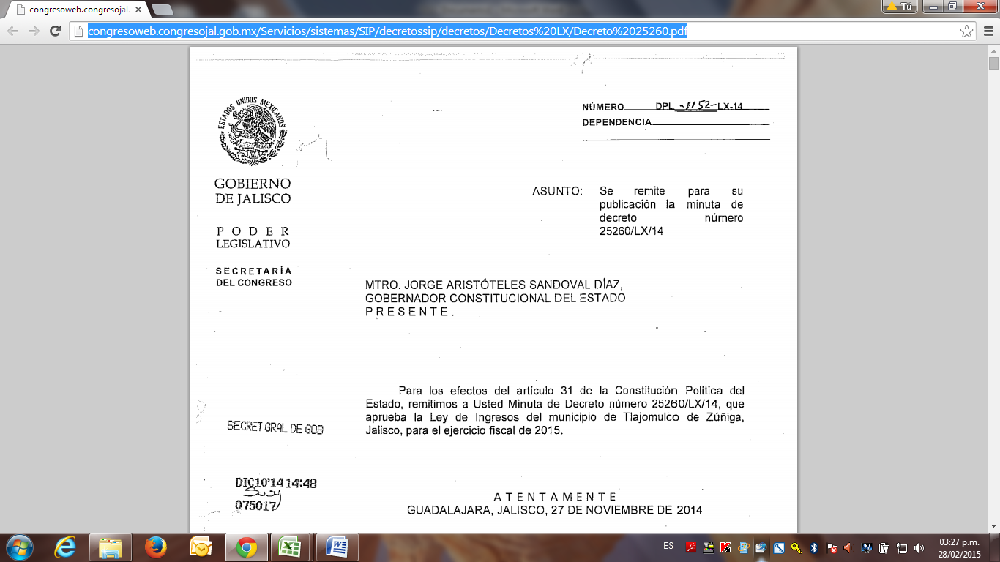 congresoweb.congresojal.
Tú
congresoweb.congresojal.gob.mx/Servicios/sistemas/SIP/decretossip/decretos/Decretos%20LX/Decreto%2025260.pdf
ESTADOS UNIDOS MEXICANOS
GOBIERNO
DE JALISCO
PODER
LEGISLATIVO
SECRETARÍA
DEL CONGRESO
NÚMERO DPL -1152- LX-14
DEPENDENCIA
ASUNTO: Se remite para su
publicación la minuta de
decreto número
25260/LX/14
MTRO. JORGE ARISTÓTELES SANDOVAL DÍAZ,
GOBERNADOR CONSTITUCIONAL DEL ESTADO
PRESENTE.
Para los efectos del artículo 31 de la Constitución Política del
Estado, remitimos a Usted Minuta de Decreto número 25260/LX/14, que
aprueba la Ley de Ingresos del municipio de Tlajomulco de Zúñiga,
Jalisco, para el ejercicio fiscal de 2015.
SECRET GRAL DE GOB
DIC10'14 14:48
Susy
075017
ATENTAMENTE
GUADALAJARA, JALISCO, 27 DE NOVIEMBRE DE 2014
ES
03:27 p.m.
28/02/2015